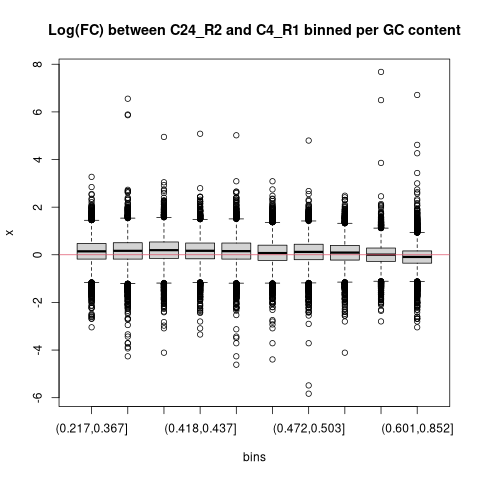 Log(FC) between C24_R2 and C4_R1 binned per GC content
8
6
4
2
0
-2
-4
-6
x
(0.217,0.367] (0.418,0.437] (0.472,0.503] (0.601,0.852]
bins